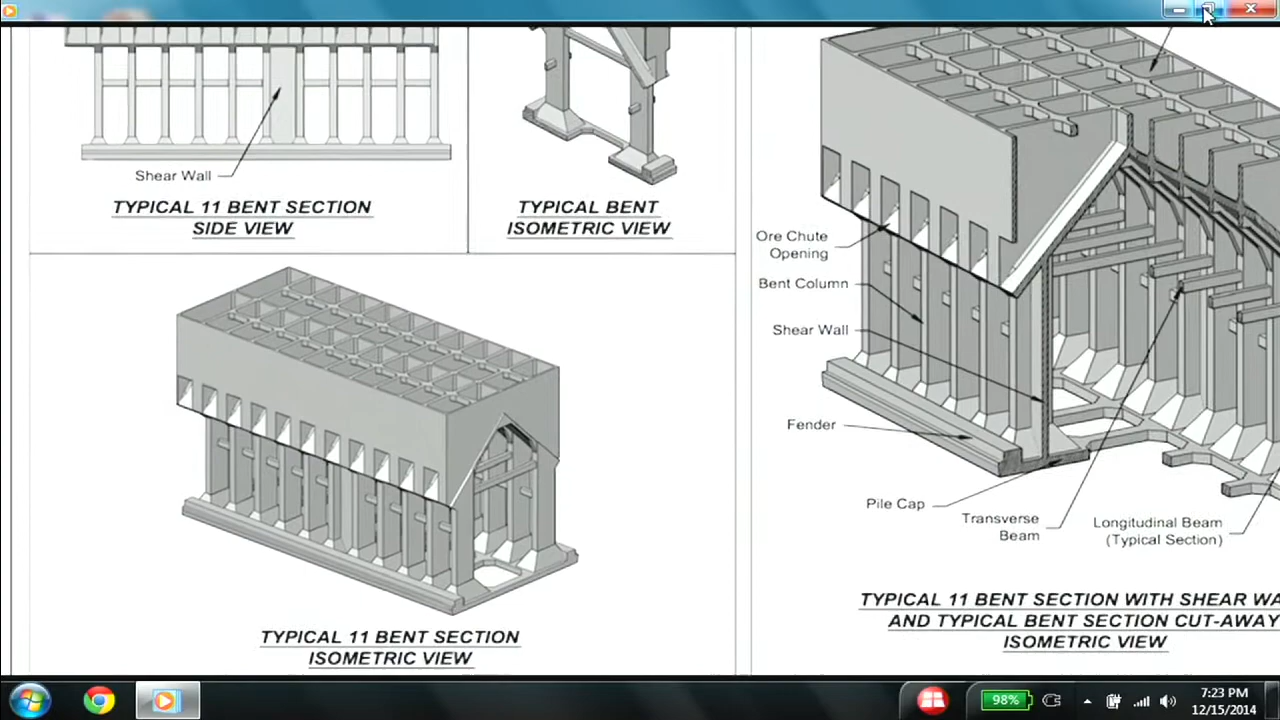 Shear Wall
TYPICAL 11 BENT SECTION
SIDE VIEW
TYPICAL BENT
ISOMETRIC VIEW
TYPICAL 11 BENT SECTION
ISOMETRIC VIEW
Ore Chute
Opening
Bent Column
Shear Wall
Fender
Pile Cap
Transverse
Beam
Longitudinal Beam
(Typical Section)
TYPICAL 11 BENT SECTION WITH SHEAR WA
AND TYPICAL BENT SECTION CUT-AWAY
ISOMETRIC VIEW
98%
7:23 PM
12/15/2014